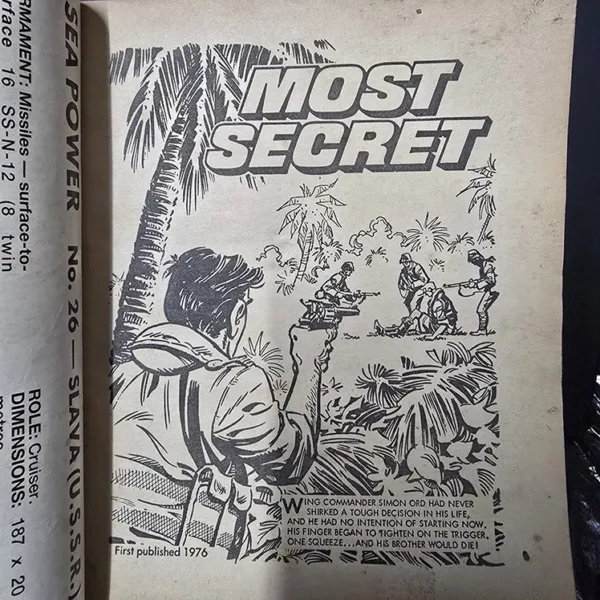 SEA POWER No. 26 — SLAVA (U.S.S.R.)
ROLE: Cruiser.
DIMENSIONS: 187 x 20
RMAMENT: Missiles — surface-to-
rface 16 SS-N-12 (8 twin
MOST
SECRET
WING COMMANDER SIMON ORD HAD NEVER
SHIRKED A TOUGH DECISION IN HIS LIFE,
AND HE HAD NO INTENTION OF STARTING NOW.
HIS FINGER BEGAN TO TIGHTEN ON THE TRIGGER.
ONE SQUEEZE...AND HIS BROTHER WOULD DIE!
First published 1976